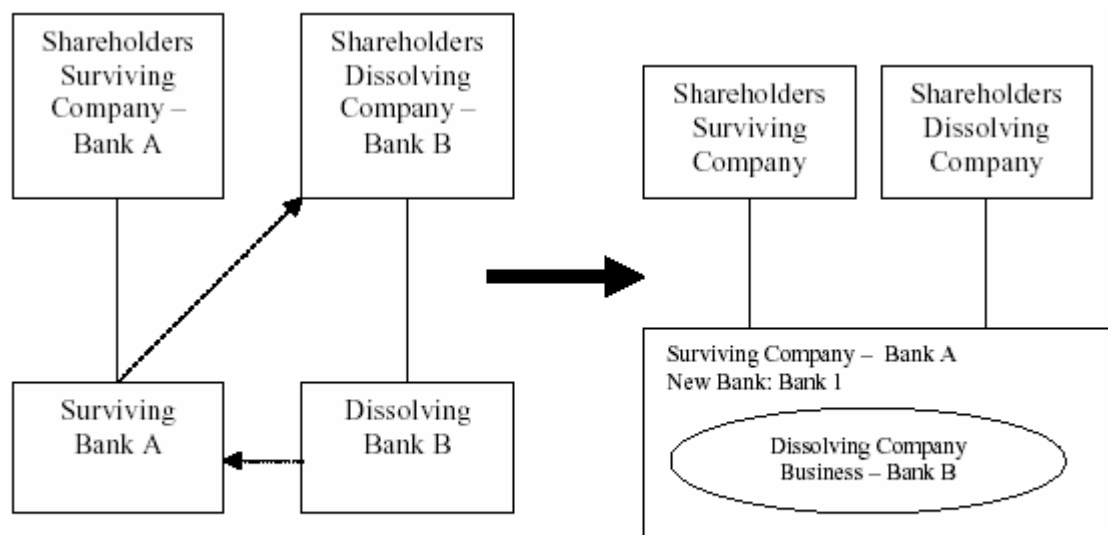 Shareholders
Surviving
Company –
Bank A
Shareholders
Dissolving
Company –
Bank B
Surviving
Bank A
Dissolving
Bank B
Shareholders
Surviving
Company
Shareholders
Dissolving
Company
Surviving Company – Bank A
New Bank: Bank 1
Dissolving Company
Business – Bank B